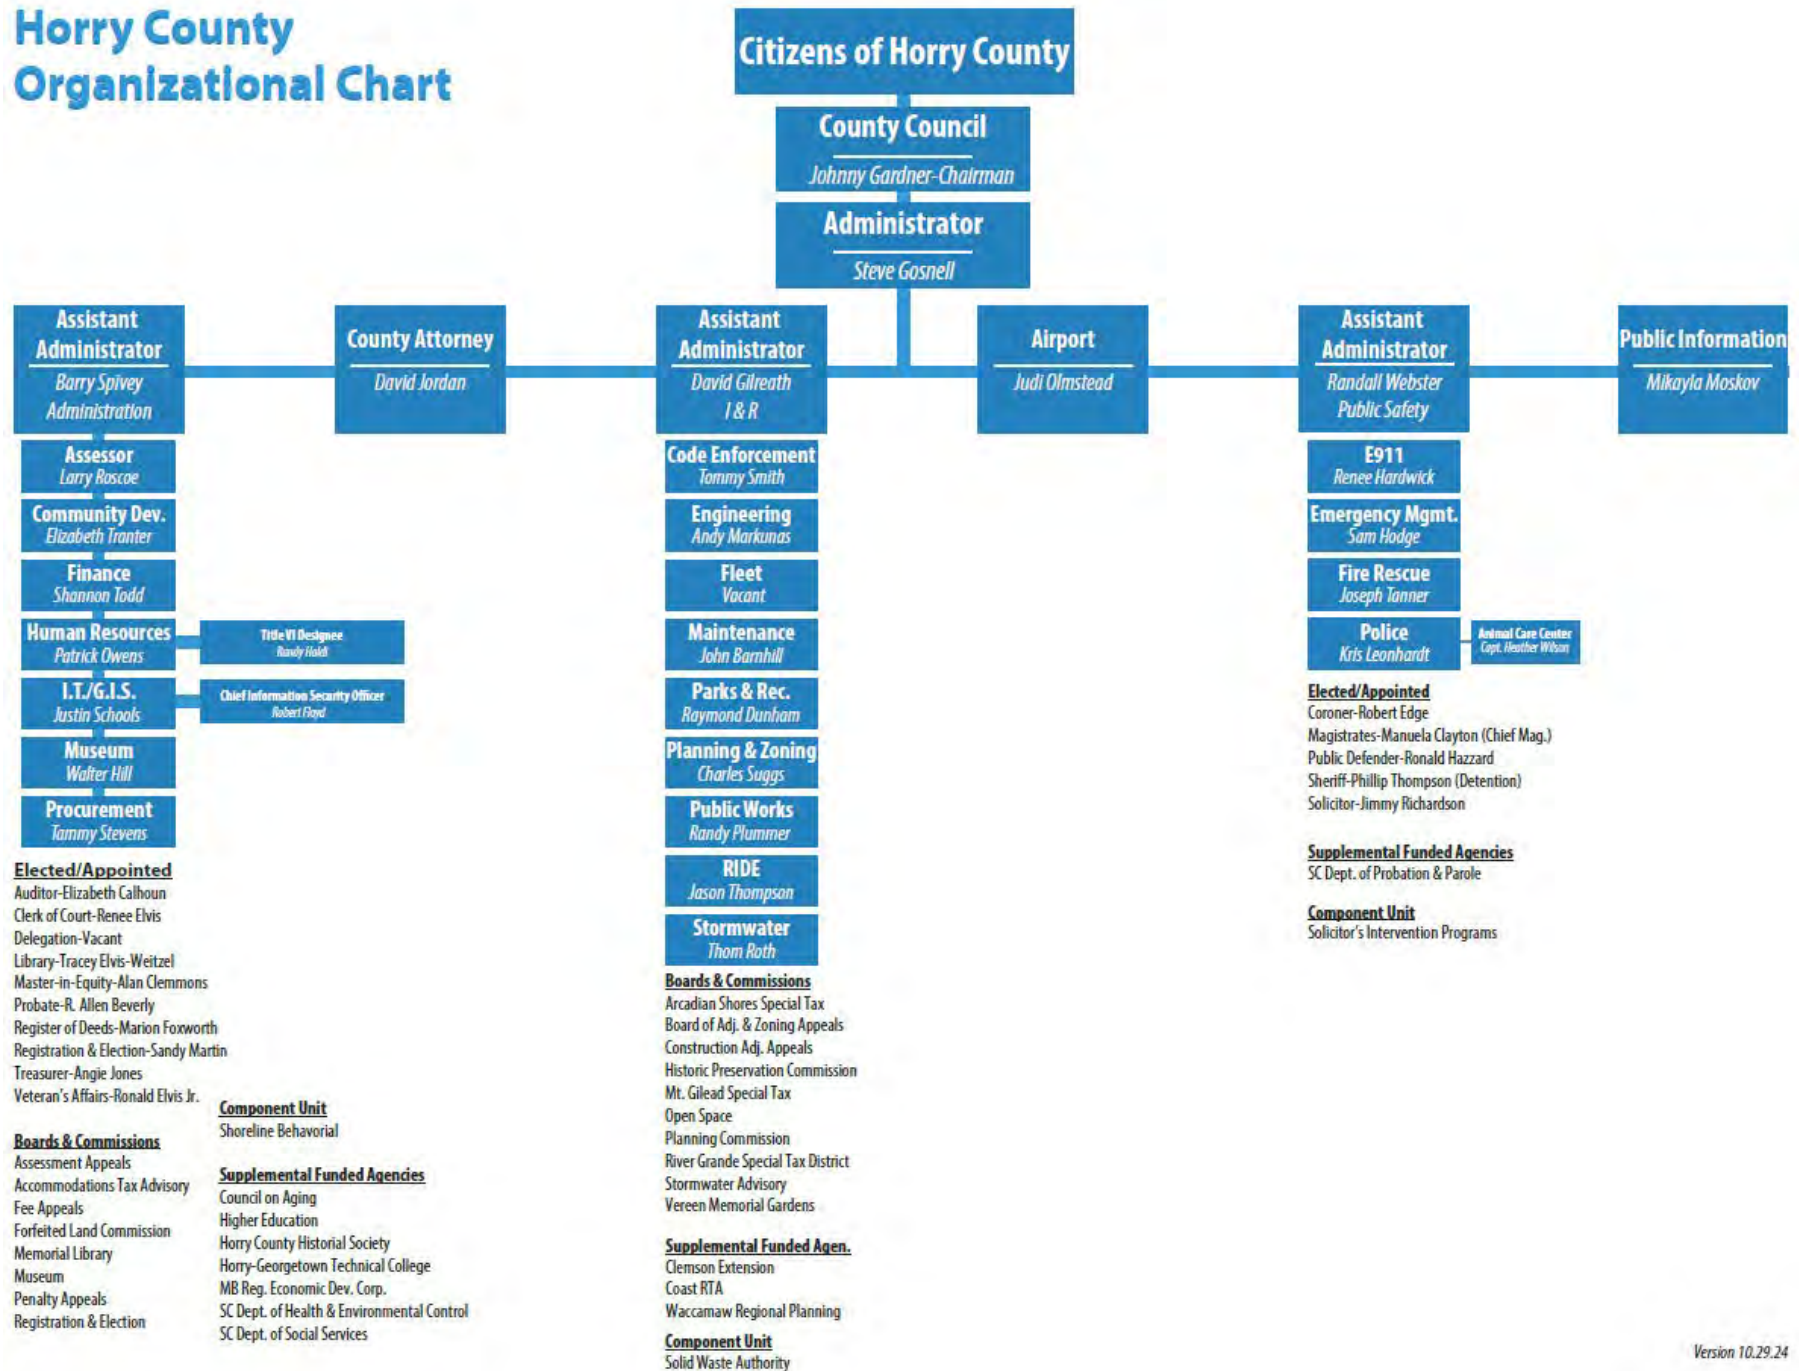 Horry County
Organizational Chart
Citizens of Horry County
County Council
Johnny Gardner-Chairman
Administrator
Steve Gosnell
Assistant
Administrator
Barry Spivey
Administration
County Attorney
David Jordan
Assistant
Administrator
David Gilreath
I & R
Airport
Judi Olmstead
Assistant
Administrator
Randall Webster
Public Safety
Public Information
Mikayla Moskov
Assessor
Larry Roscoe
Community Dev.
Elizabeth Tranter
Finance
Shannon Todd
Human Resources
Patrick Owens
Title VI Designee
Randy Haldi
I.T./G.I.S.
Justin Schools
Chief Information Security Officer
Robert Floyd
Museum
Walter Hill
Procurement
Tammy Stevens
Elected/Appointed
Auditor-Elizabeth Calhoun
Clerk of Court-Renee Elvis
Delegation-Vacant
Library-Tracey Elvis-Weitzel
Master-in-Equity-Alan Clemmons
Probate-R. Allen Beverly
Register of Deeds-Marion Foxworth
Registration & Election-Sandy Martin
Treasurer-Angie Jones
Veteran's Affairs-Ronald Elvis Jr.
Boards & Commissions
Assessment Appeals
Accommodations Tax Advisory
Fee Appeals
Forfeited Land Commission
Memorial Library
Museum
Penalty Appeals
Registration & Election
Component Unit
Shoreline Behavorial
Supplemental Funded Agencies
Council on Aging
Higher Education
Horry County Historical Society
Horry-Georgetown Technical College
MB Reg. Economic Dev. Corp.
SC Dept. of Health & Environmental Control
SC Dept. of Social Services
Code Enforcement
Tommy Smith
Engineering
Andy Markunas
Fleet
Vacant
Maintenance
John Barnhill
Parks & Rec.
Raymond Dunham
Planning & Zoning
Charles Suggs
Public Works
Randy Plummer
RIDE
Jason Thompson
Stormwater
Thom Roth
Boards & Commissions
Arcadian Shores Special Tax
Board of Adj. & Zoning Appeals
Construction Adj. Appeals
Historic Preservation Commission
Mt. Gilead Special Tax
Open Space
Planning Commission
River Grande Special Tax District
Stormwater Advisory
Vereen Memorial Gardens
Supplemental Funded Agen.
Clemson Extension
Coast RTA
Waccamaw Regional Planning
Component Unit
Solid Waste Authority
E911
Renee Hardwick
Emergency Mgmt.
Sam Hodge
Fire Rescue
Joseph Tanner
Police
Kris Leonhardt
Animal Care Center
Capt. Heather Wilson
Elected/Appointed
Coroner-Robert Edge
Magistrates-Manuela Clayton (Chief Mag.)
Public Defender-Ronald Hazzard
Sheriff-Phillip Thompson (Detention)
Solicitor-Jimmy Richardson
Supplemental Funded Agencies
SC Dept. of Probation & Parole
Component Unit
Solicitor's Intervention Programs
Version 10.29.24